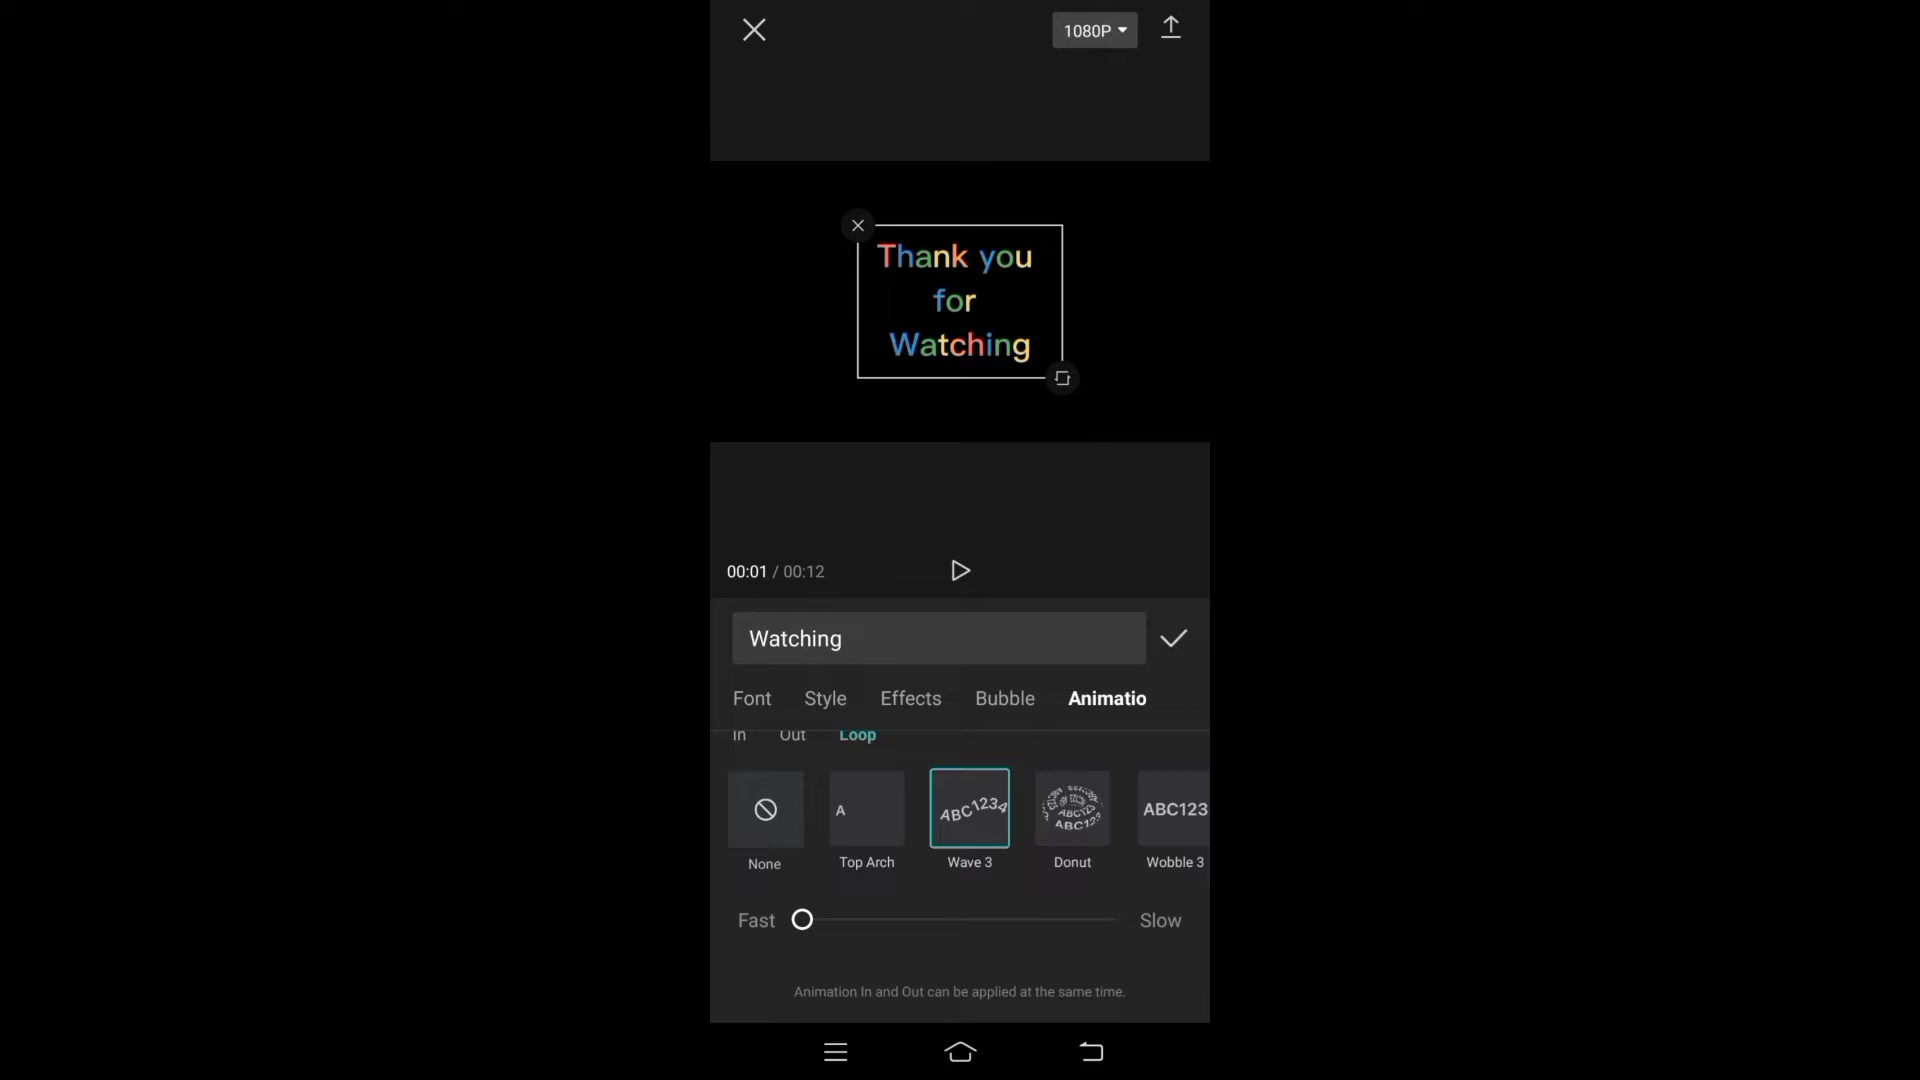 1080P
Thank you
for
Watching
00:01 / 00:12
Watching
Font Style Effects Bubble Animatio
In Out Loop
A ABC1234 ABC123 ABC123
None Top Arch Wave 3 Donut Wobble 3
Fast Slow
Animation In and Out can be applied at the same time.